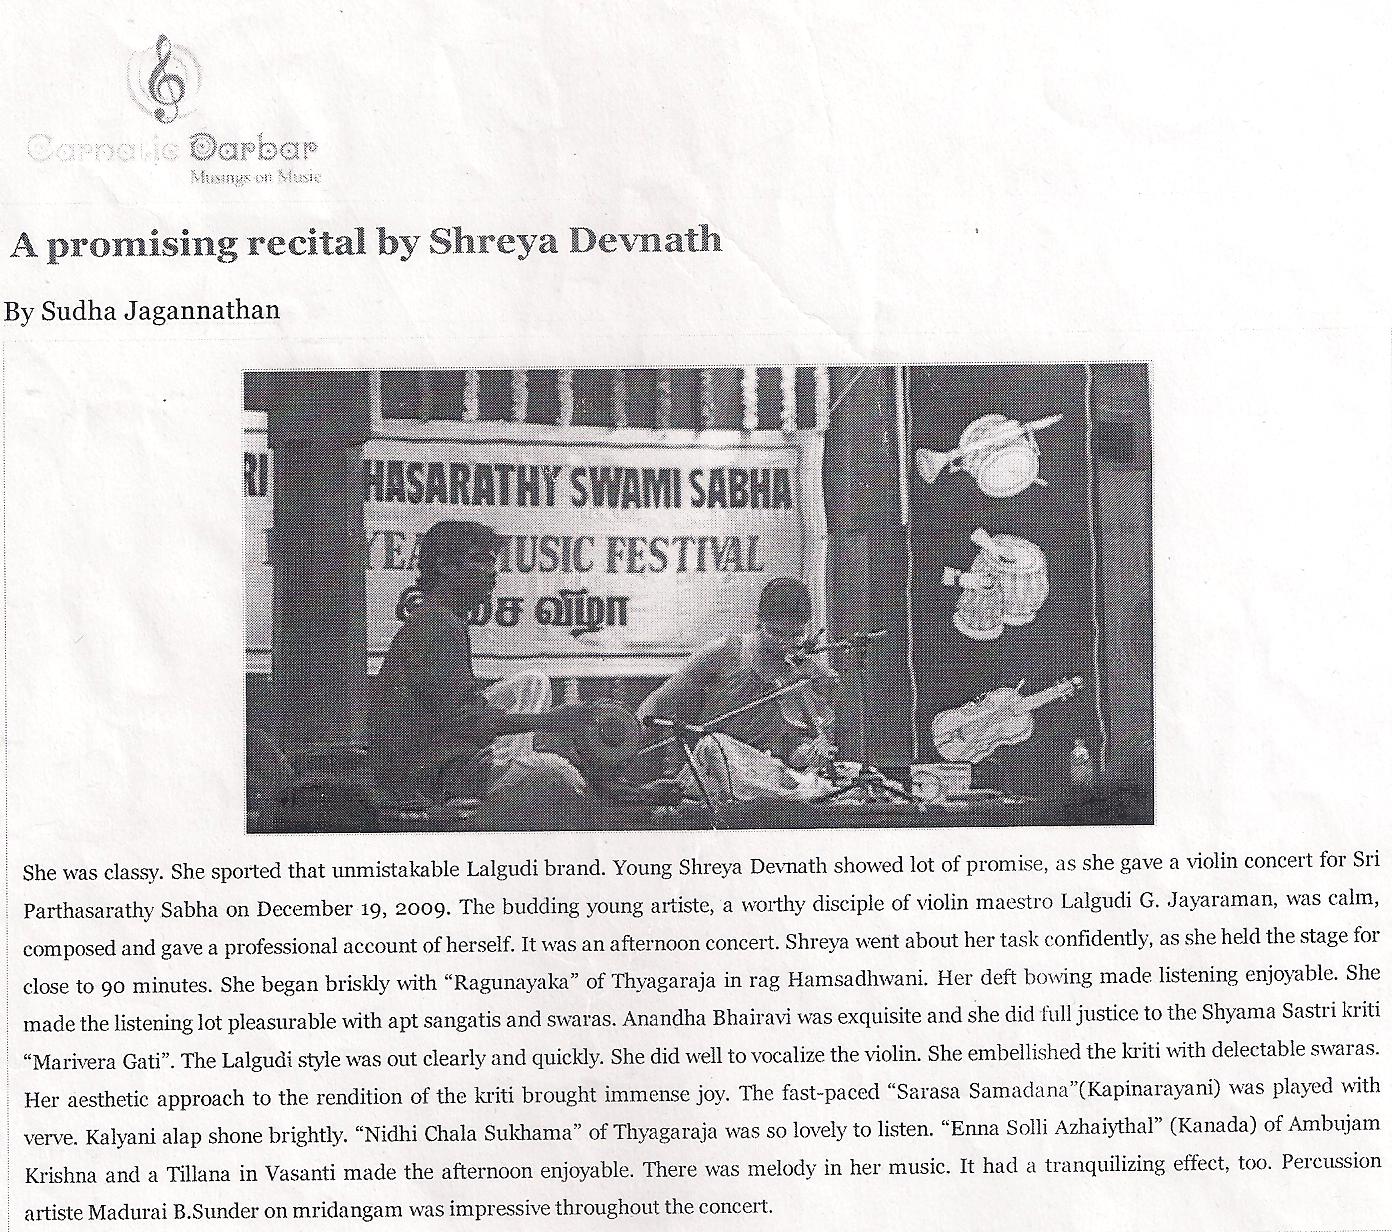 Carnatic Darbar
Musings on Music
A promising recital by Shreya Devnath
By Sudha Jagannathan
RI HASARATHY SWAMI SABHA
YEA MUSIC FESTIVAL
விழா
She was classy. She sported that unmistakable Lalgudi brand. Young Shreya Devnath showed lot of promise, as she gave a violin concert for Sri
Parthasarathy Sabha on December 19, 2009. The budding young artiste, a worthy disciple of violin maestro Lalgudi G. Jayaraman, was calm,
composed and gave a professional account of herself. It was an afternoon concert. Shreya went about her task confidently, as she held the stage for
close to 90 minutes. She began briskly with “Ragunayaka” of Thyagaraja in rag Hamsadhwani. Her deft bowing made listening enjoyable. She
made the listening lot pleasurable with apt sangatis and swaras. Anandha Bhairavi was exquisite and she did full justice to the Shyama Sastri kriti
“Marivera Gati”. The Lalgudi style was out clearly and quickly. She did well to vocalize the violin. She embellished the kriti with delectable swaras.
Her aesthetic approach to the rendition of the kriti brought immense joy. The fast-paced “Sarasa Samadana”(Kapinarayani) was played with
verve. Kalyani alap shone brightly. “Nidhi Chala Sukhama” of Thyagaraja was so lovely to listen. “Enna Solli Azhaiythal” (Kanada) of Ambujam
Krishna and a Tillana in Vasanti made the afternoon enjoyable. There was melody in her music. It had a tranquilizing effect, too. Percussion
artiste Madurai B.Sunder on mridangam was impressive throughout the concert.